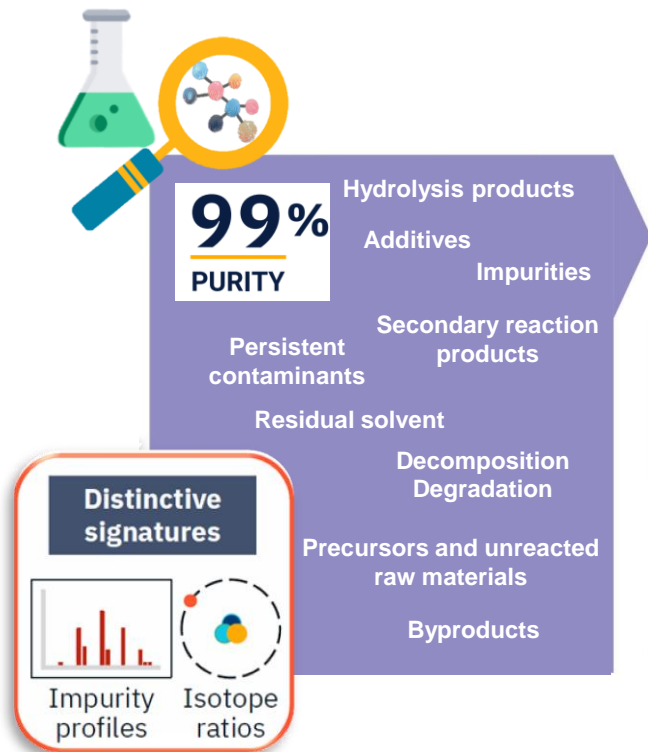 99%
PURITY
Hydrolysis products
Additives
Impurities
Secondary reaction
products
Persistent
contaminants
Residual solvent
Decomposition
Degradation
Precursors and unreacted
raw materials
Byproducts
Distinctive
signatures
Impurity
profiles
Isotope
ratios